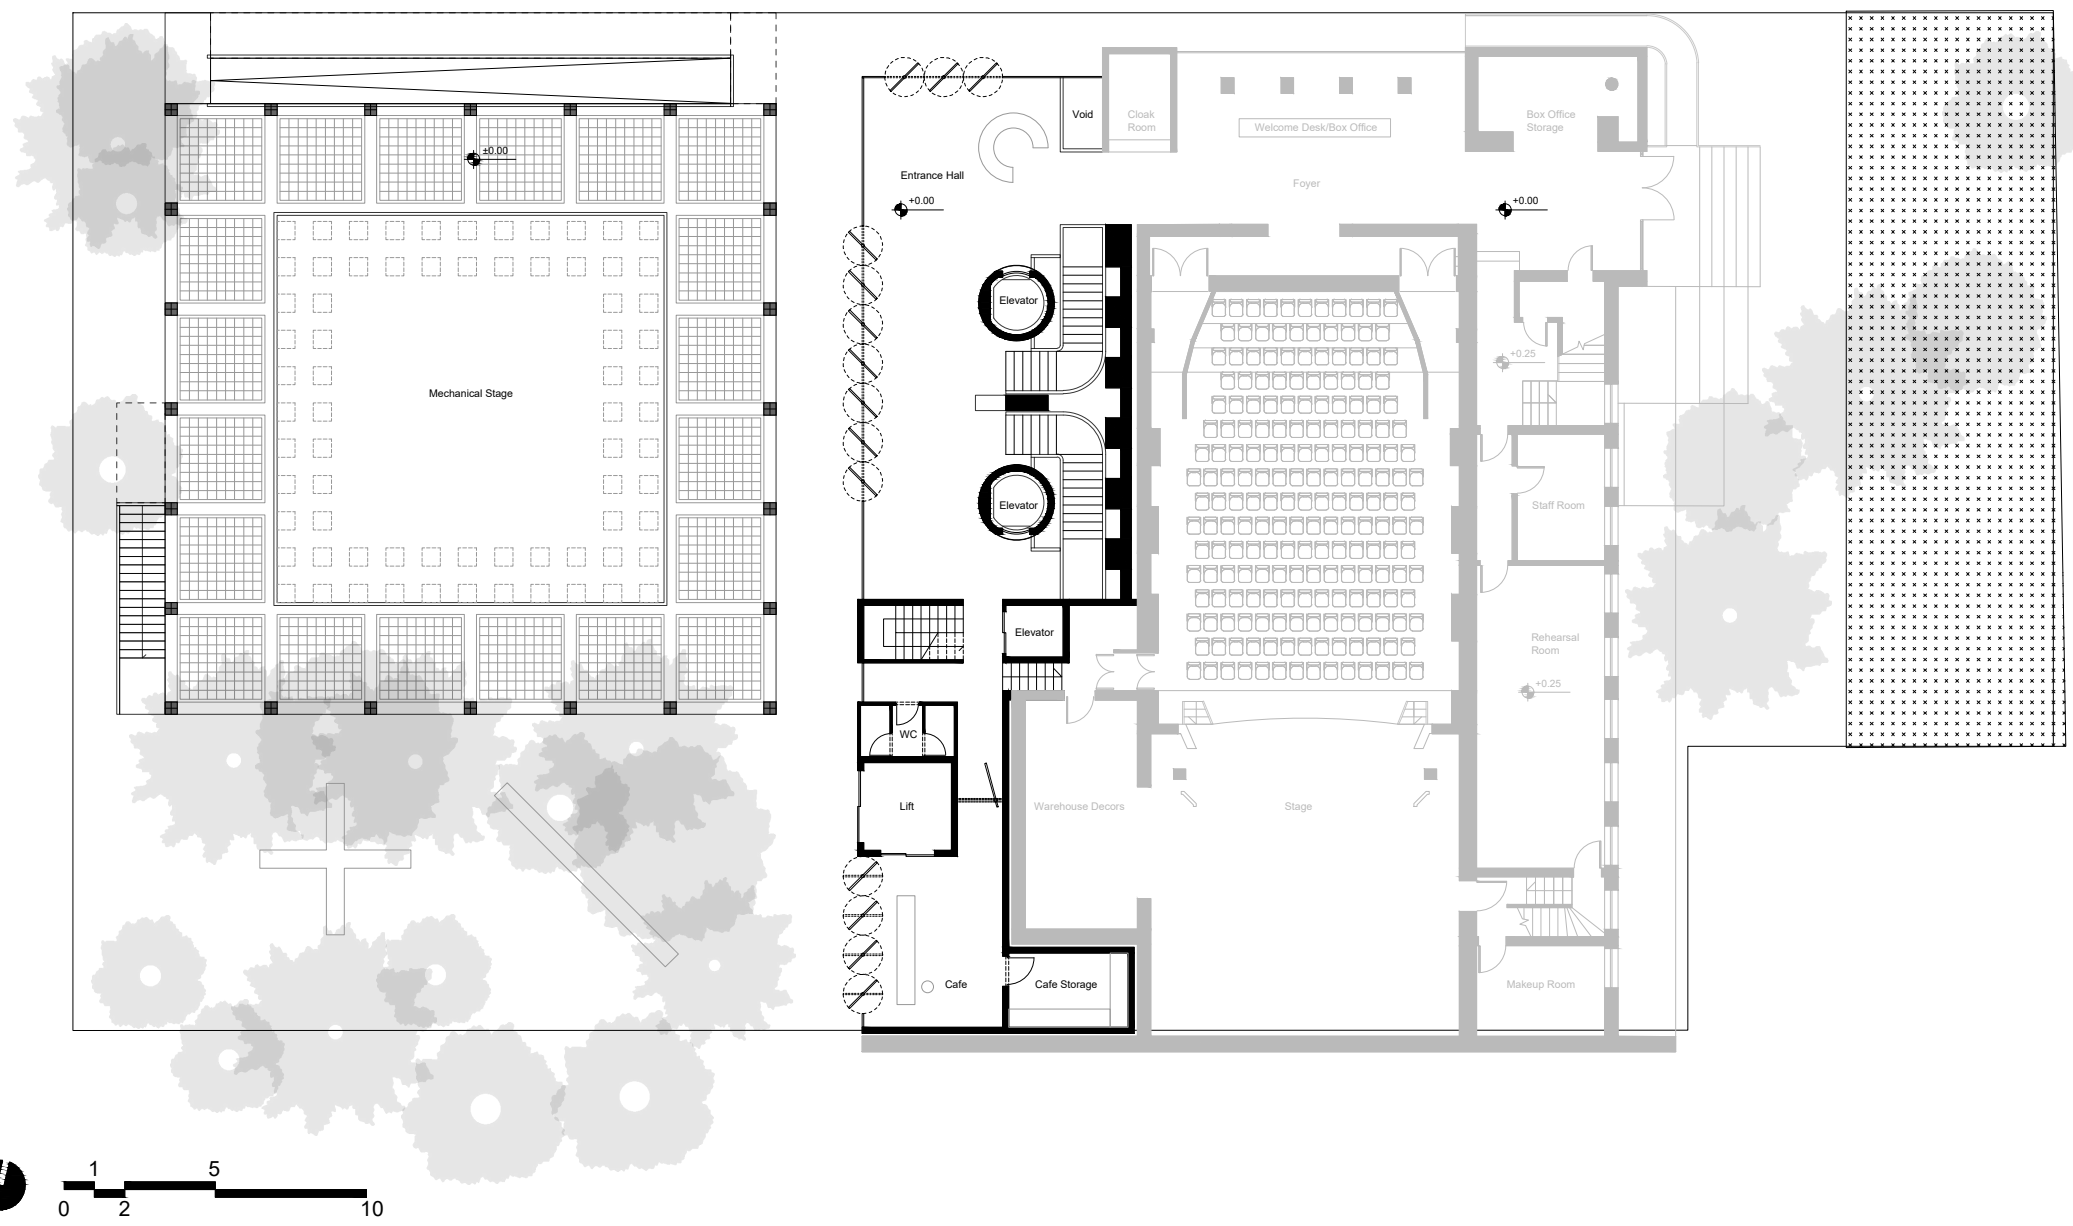 Void
Cloak
Room
Welcome Desk/Box Office
Box Office
Storage
±0.00
Entrance Hall
Foyer
+0.00
+0.00
Elevator
+0.25
Mechanical Stage
Elevator
Staff Room
Elevator
Rehearsal
Room
+0.25
WC
Lift
Warehouse Decors
Stage
Cafe
Cafe Storage
Makeup Room
1
5
0
2
10